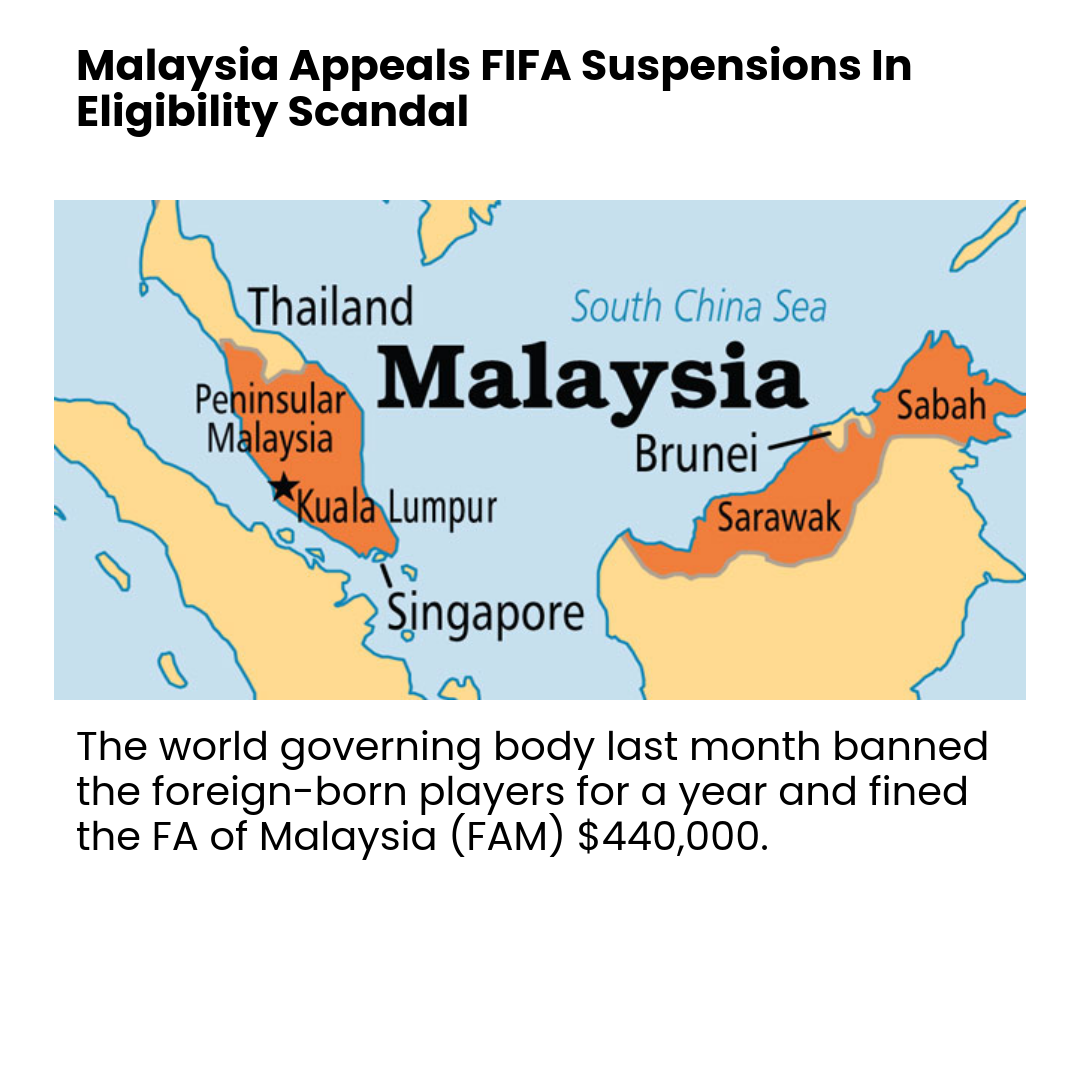 Malaysia Appeals FIFA Suspensions In
Eligibility Scandal
Thailand
South China Sea
Malaysia
Peninsular
Malaysia
Sabah
Brunei
Kuala Lumpur
Sarawak
Singapore
The world governing body last month banned
the foreign-born players for a year and fined
the FA of Malaysia (FAM) $440,000.